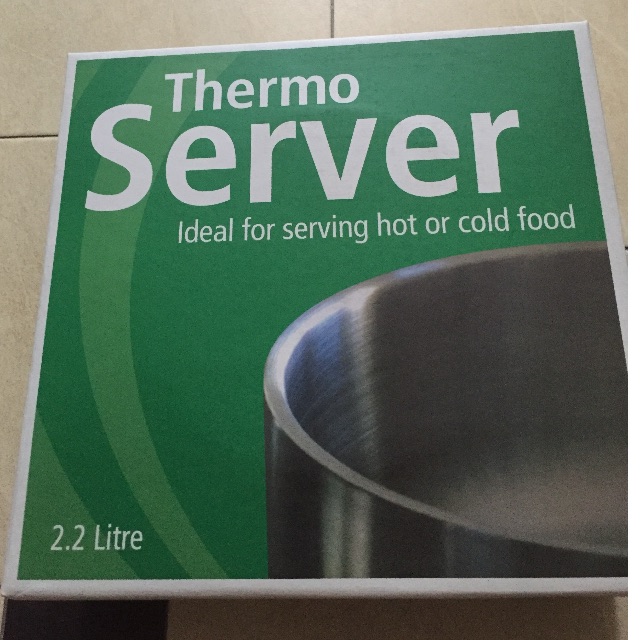 Thermo
Server
Ideal for serving hot or cold food
2.2 Litre